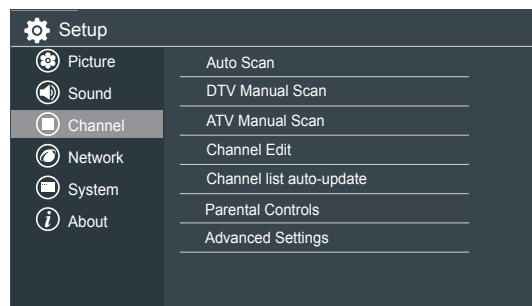 Setup
Picture
Sound
Channel
Network
System
About
Auto Scan
DTV Manual Scan
ATV Manual Scan
Channel Edit
Channel list auto-update
Parental Controls
Advanced Settings